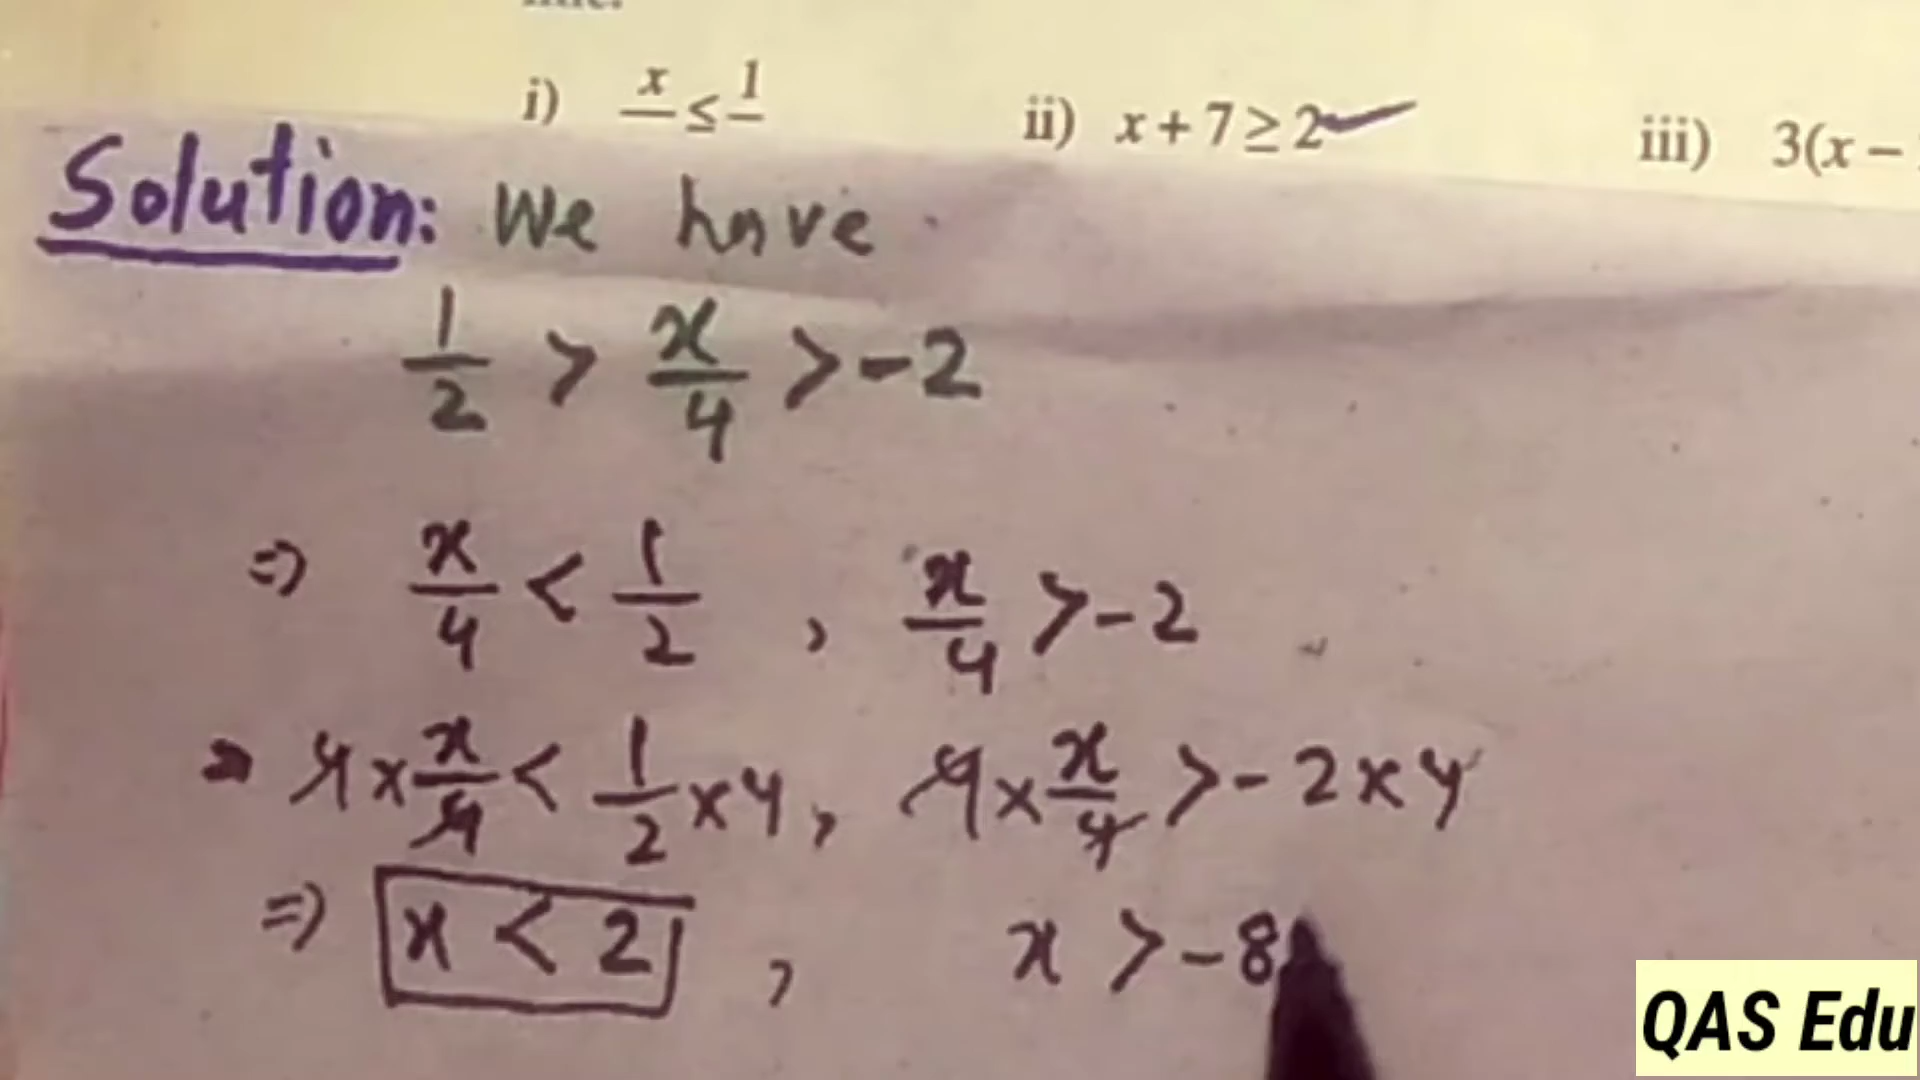 i) x ≤ 1 ii) x + 7 ≥ 2 iii) 3(x −
Solution: We have
1/2 > x/4 > -2
⇒ x/4 < 1/2 , x/4 > -2
⇒ 4 × x/4 < 1/2 × 4 , 4 × x/4 > -2 × 4
⇒ x < 2 , x > -8
QAS Edu